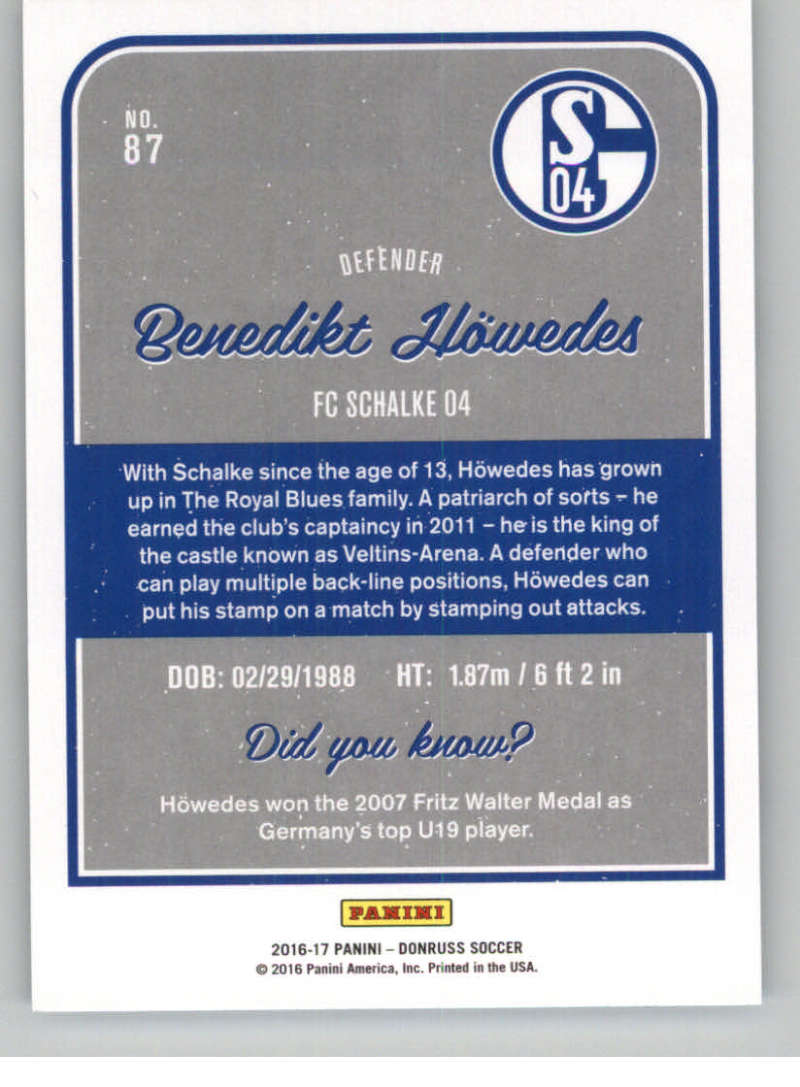 NO.
87
S
04
DEFENDER
Benedikt Höwedes
FC SCHALKE 04
With Schalke since the age of 13, Höwedes has grown
up in The Royal Blues family. A patriarch of sorts – he
earned the club's captaincy in 2011 – he is the king of
the castle known as Veltins-Arena. A defender who
can play multiple back-line positions, Höwedes can
put his stamp on a match by stamping out attacks.
DOB: 02/29/1988 HT: 1.87m / 6 ft 2 in
Did you know?
Höwedes won the 2007 Fritz Walter Medal as
Germany's top U19 player.
PANINI
2016-17 PANINI – DONRUSS SOCCER
© 2016 Panini America, Inc. Printed in the USA.